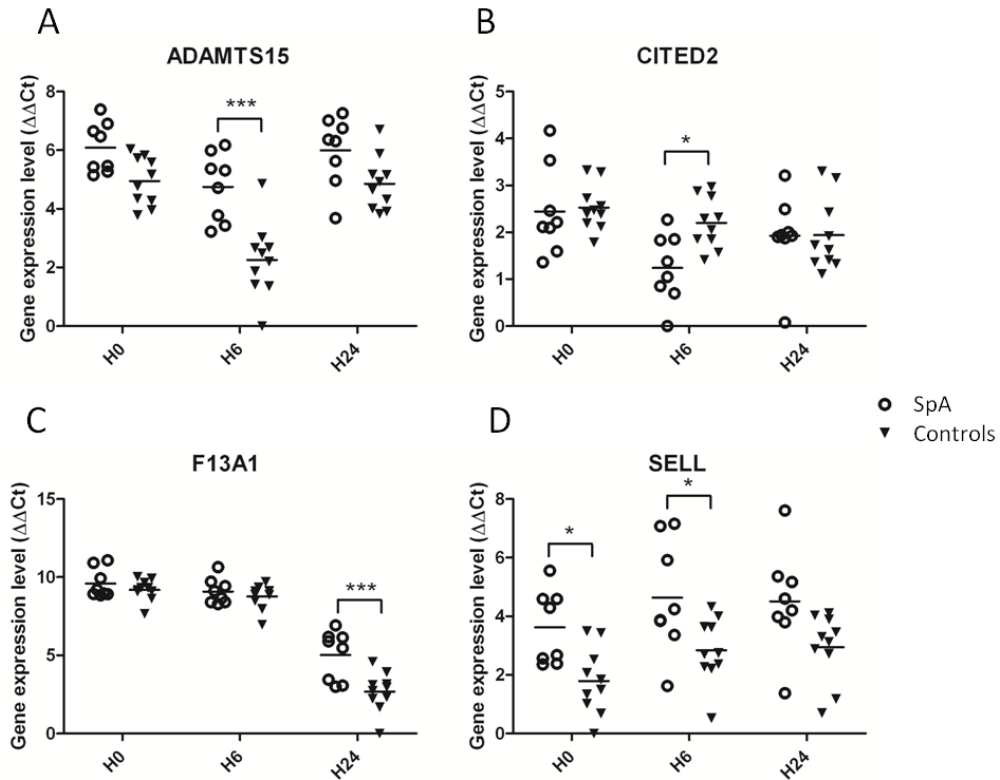 A
ADAMTS15
Gene expression level (ΔΔCt)
8
6
4
2
0
***
H0
H6
H24
B
CITED2
Gene expression level (ΔΔCt)
5
4
3
2
1
0
*
H0
H6
H24
C
F13A1
Gene expression level (ΔΔCt)
15
10
5
0
***
H0
H6
H24
D
SELL
Gene expression level (ΔΔCt)
8
6
4
2
0
*
*
H0
H6
H24
SpA
Controls